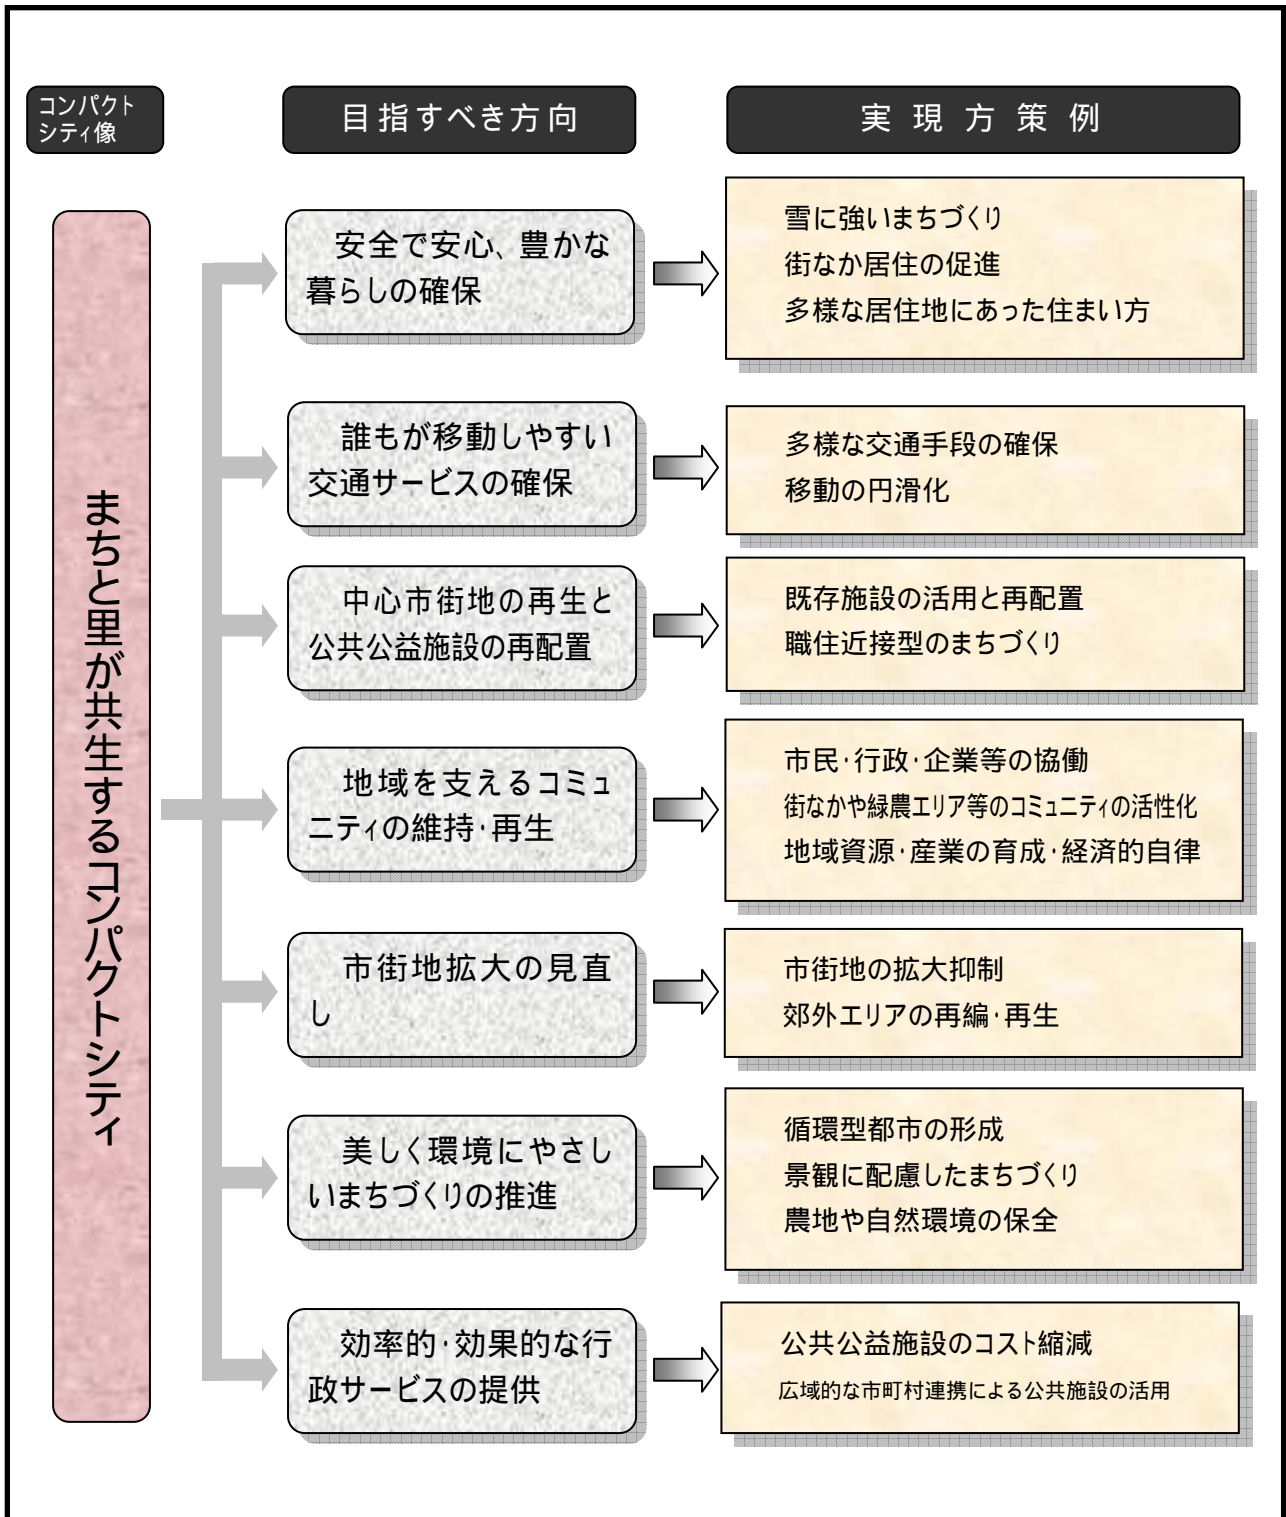 コンパクト
シティ像
目指すべき方向
実現方策例
まちと里が共生するコンパクトシティ
安全で安心、豊かな
暮らしの確保
雪に強いまちづくり
街なか居住の促進
多様な居住地にあった住まい方
誰もが移動しやすい
交通サービスの確保
多様な交通手段の確保
移動の円滑化
中心市街地の再生と
公共公益施設の再配置
既存施設の活用と再配置
職住近接型のまちづくり
地域を支えるコミュ
ニティの維持・再生
市民・行政・企業等の協働
街なかや緑農エリア等のコミュニティの活性化
地域資源・産業の育成・経済的自律
市街地拡大の見直
し
市街地の拡大抑制
郊外エリアの再編・再生
美しく環境にやさし
いまちづくりの推進
循環型都市の形成
景観に配慮したまちづくり
農地や自然環境の保全
効率的・効果的な行
政サービスの提供
公共公益施設のコスト縮減
広域的な市町村連携による公共施設の活用